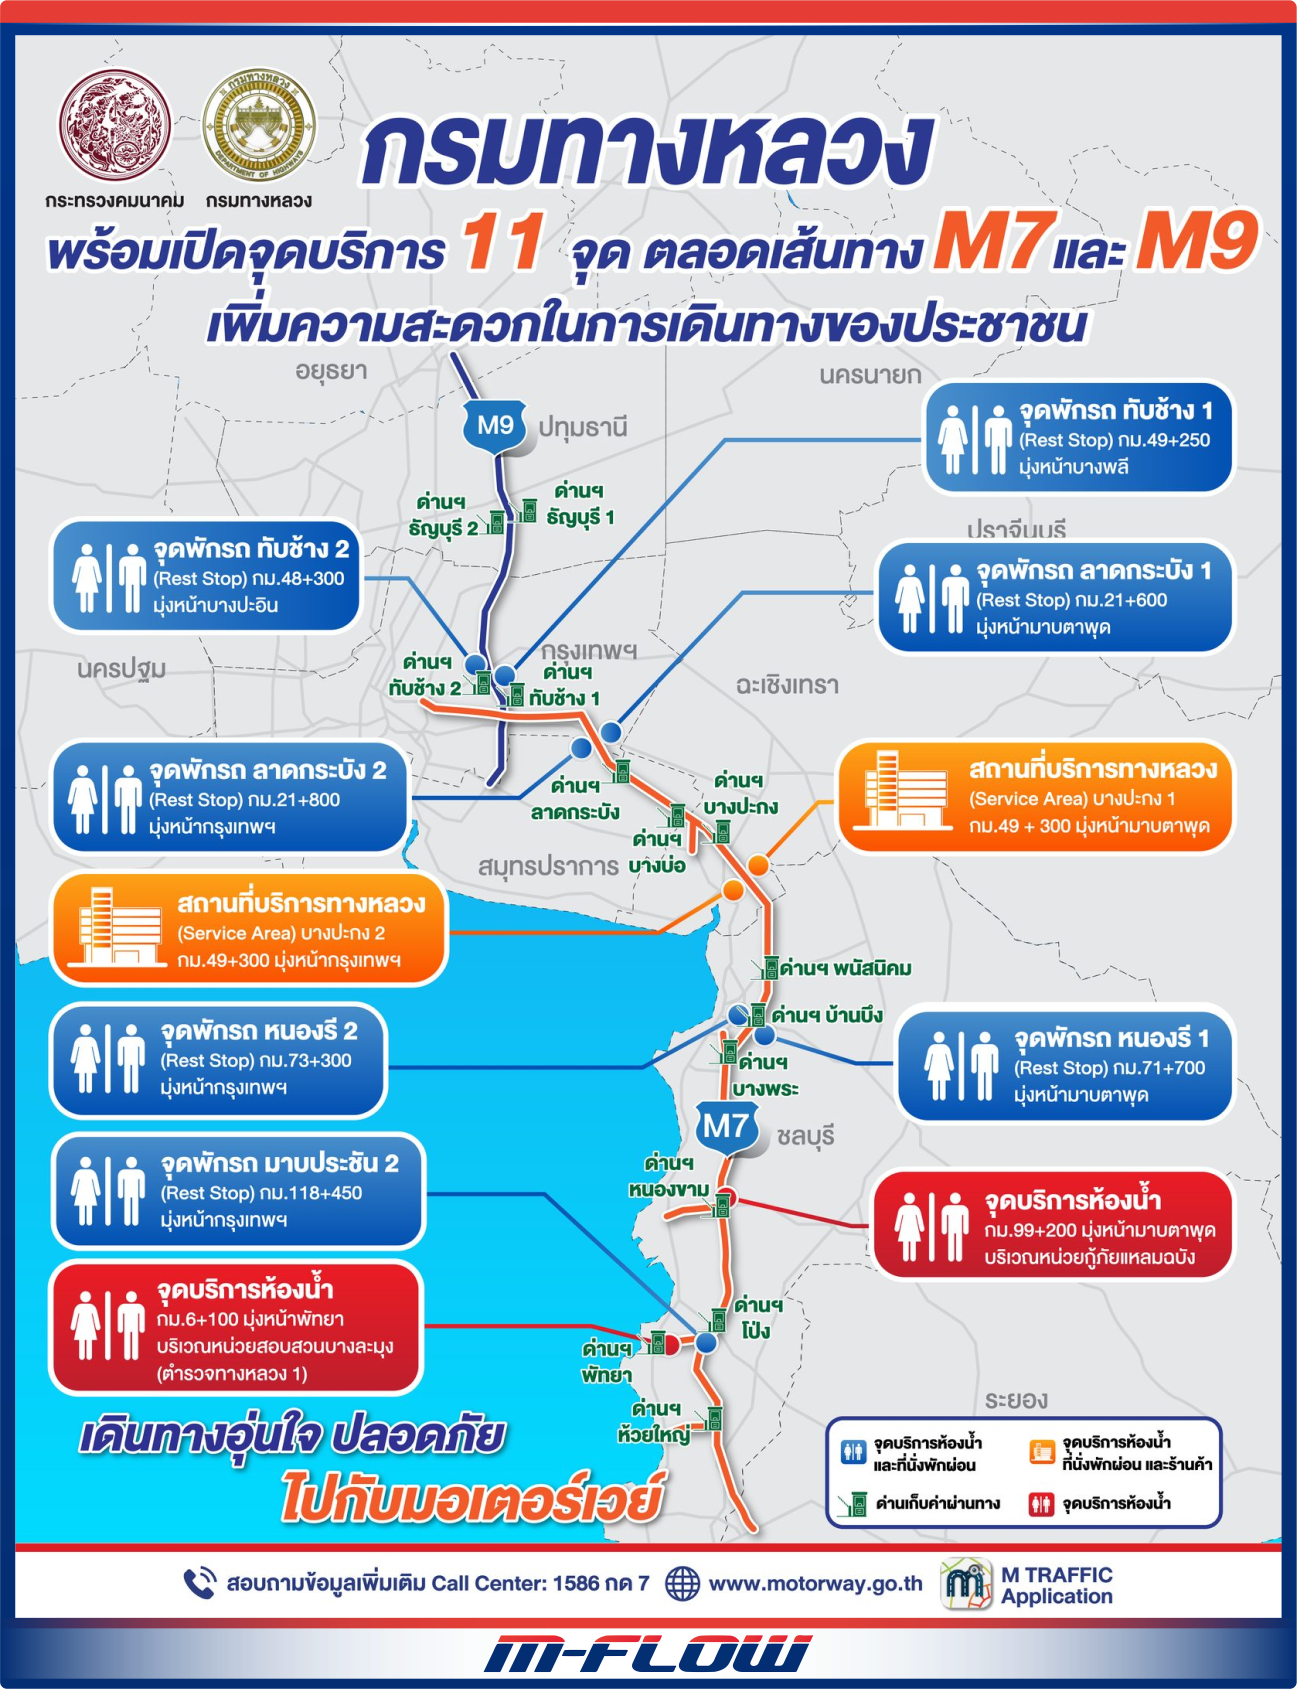 กระทรวงคมนาคม
กรมทางหลวง
DEPARTMENT OF HIGHWAYS
กรมทางหลวง
กรมทางหลวง
พร้อมเปิดจุดบริการ 11 จุด ตลอดเส้นทาง M7 และ M9
เพิ่มความสะดวกในการเดินทางของประชาชน
อยุธยา
นครนายก
M9
ปทุมธานี
จุดพักรถ ทับช้าง 1
(Rest Stop) กม.49+250
มุ่งหน้าบางพลี
ด่านฯ
ธัญบุรี 2
ด่านฯ
ธัญบุรี 1
ปราจีนบุรี
จุดพักรถ ทับช้าง 2
(Rest Stop) กม.48+300
มุ่งหน้าบางปะอิน
จุดพักรถ ลาดกระบัง 1
(Rest Stop) กม.21+600
มุ่งหน้ามาบตาพุด
นครปฐม
กรุงเทพฯ
ด่านฯ
ทับช้าง 2
ด่านฯ
ทับช้าง 1
ฉะเชิงเทรา
จุดพักรถ ลาดกระบัง 2
(Rest Stop) กม.21+800
มุ่งหน้ากรุงเทพฯ
ด่านฯ
ลาดกระบัง
ด่านฯ
บางปะกง
สถานที่บริการทางหลวง
(Service Area) บางปะกง 1
กม.49 + 300 มุ่งหน้ามาบตาพุด
ด่านฯ
บางบ่อ
สมุทรปราการ
สถานที่บริการทางหลวง
(Service Area) บางปะกง 2
กม.49+300 มุ่งหน้ากรุงเทพฯ
ด่านฯ พนัสนิคม
ด่านฯ บ้านบึง
จุดพักรถ หนองรี 2
(Rest Stop) กม.73+300
มุ่งหน้ากรุงเทพฯ
จุดพักรถ หนองรี 1
(Rest Stop) กม.71+700
มุ่งหน้ามาบตาพุด
ด่านฯ
บางพระ
M7
ชลบุรี
จุดพักรถ มาบประชัน 2
(Rest Stop) กม.118+450
มุ่งหน้ากรุงเทพฯ
ด่านฯ
หนองขาม
จุดบริการห้องน้ำ
กม.99+200 มุ่งหน้ามาบตาพุด
บริเวณหน่วยกู้ภัยแหลมฉบัง
จุดบริการห้องน้ำ
กม.6+100 มุ่งหน้าพัทยา
บริเวณหน่วยสอบสวนบางละมุง
(ตำรวจทางหลวง 1)
ด่านฯ
โป่ง
ด่านฯ
พัทยา
ด่านฯ
ห้วยใหญ่
ระยอง
เดินทางอุ่นใจ ปลอดภัย
ไปกับมอเตอร์เวย์
จุดบริการห้องน้ำ
และที่นั่งพักผ่อน
จุดบริการห้องน้ำ
ที่นั่งพักผ่อน และร้านค้า
ด่านเก็บค่าผ่านทาง
จุดบริการห้องน้ำ
สอบถามข้อมูลเพิ่มเติม Call Center: 1586 กด 7
www.motorway.go.th
M TRAFFIC
Application
M-FLOW